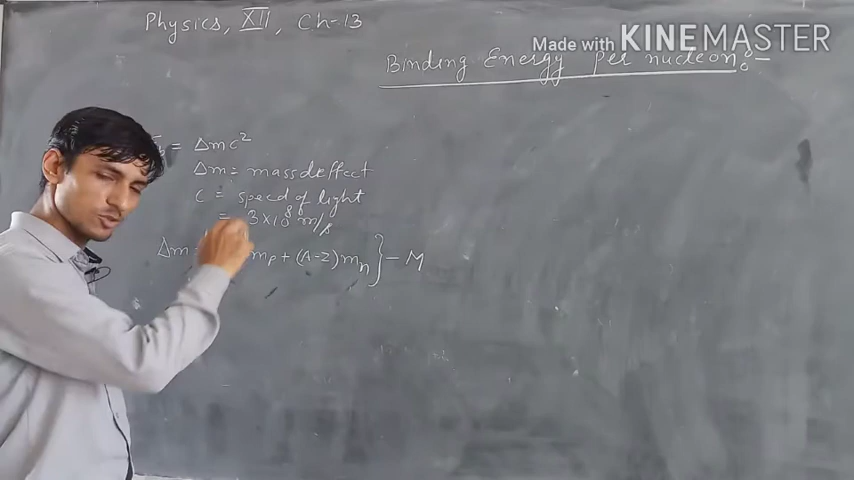 Physics, XII, Ch-13
Made with KINEMASTER
Binding Energy per nucleon:-
= Δmc²
Δm = mass defect
c = speed of light
= 3×10⁸ m/s
Δm = mp + (A-Z)mn} - M